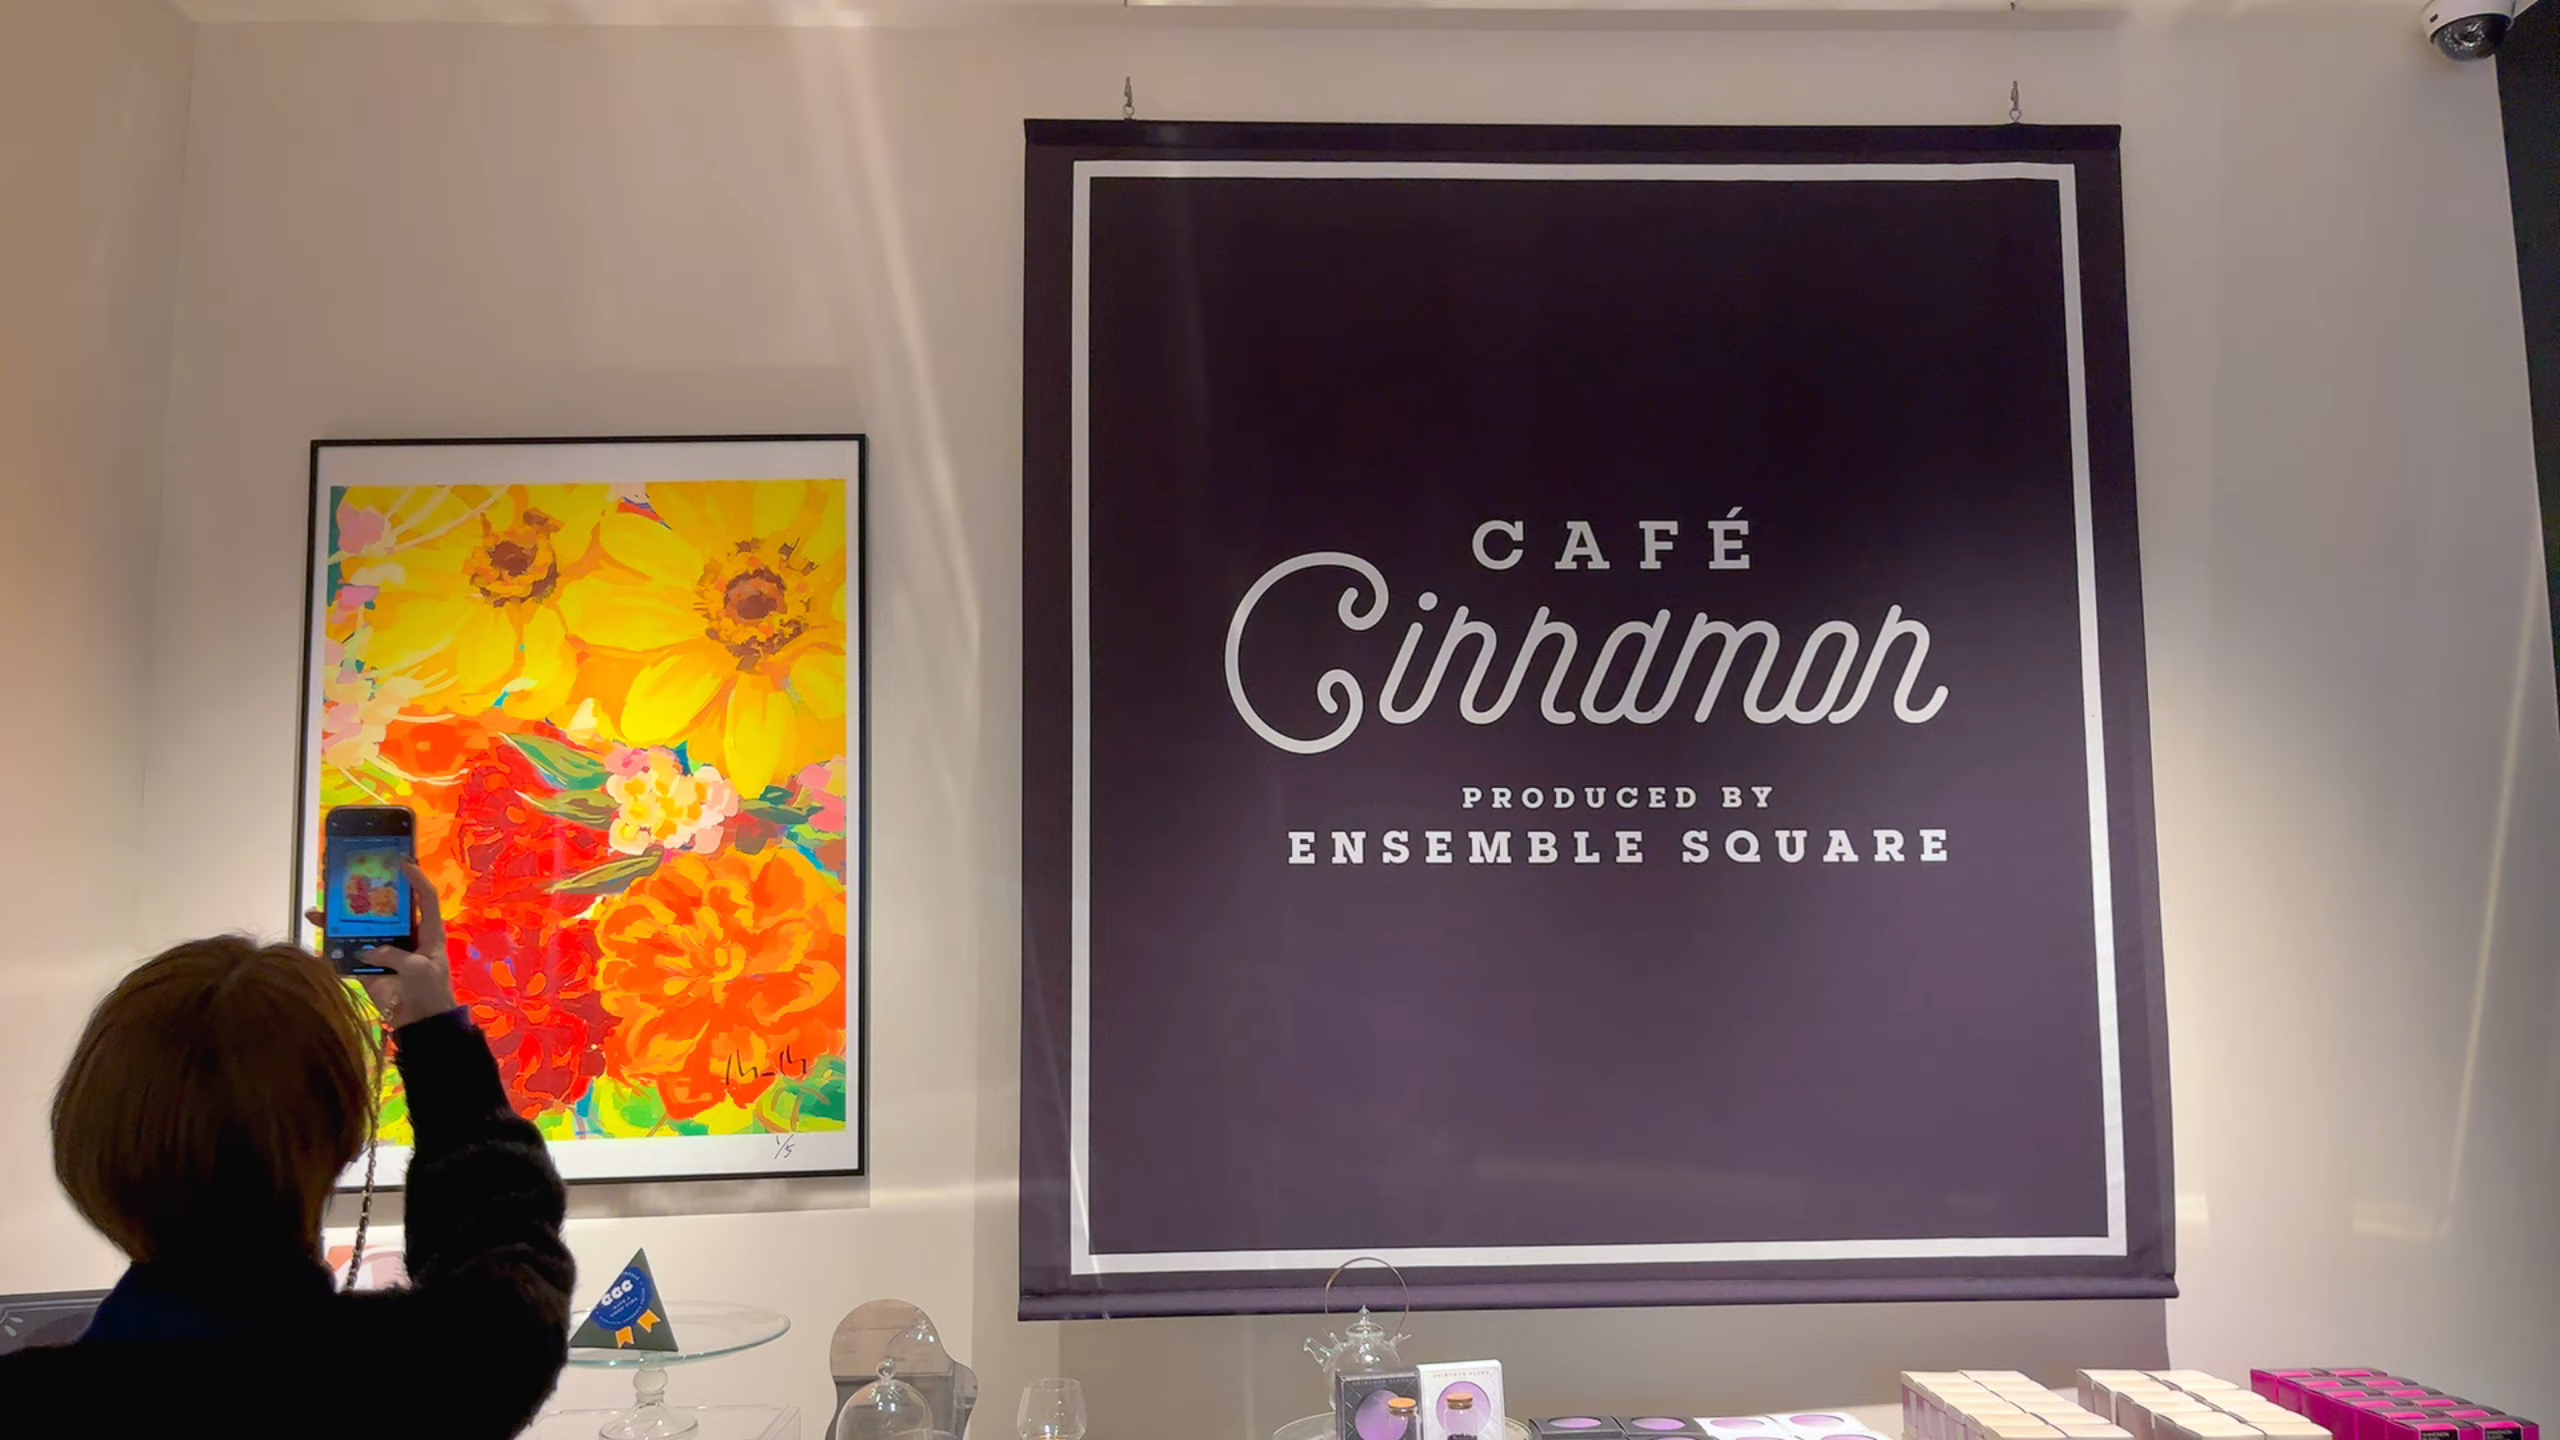 CAFÉ
Cinnamon
PRODUCED BY
ENSEMBLE SQUARE
1/5